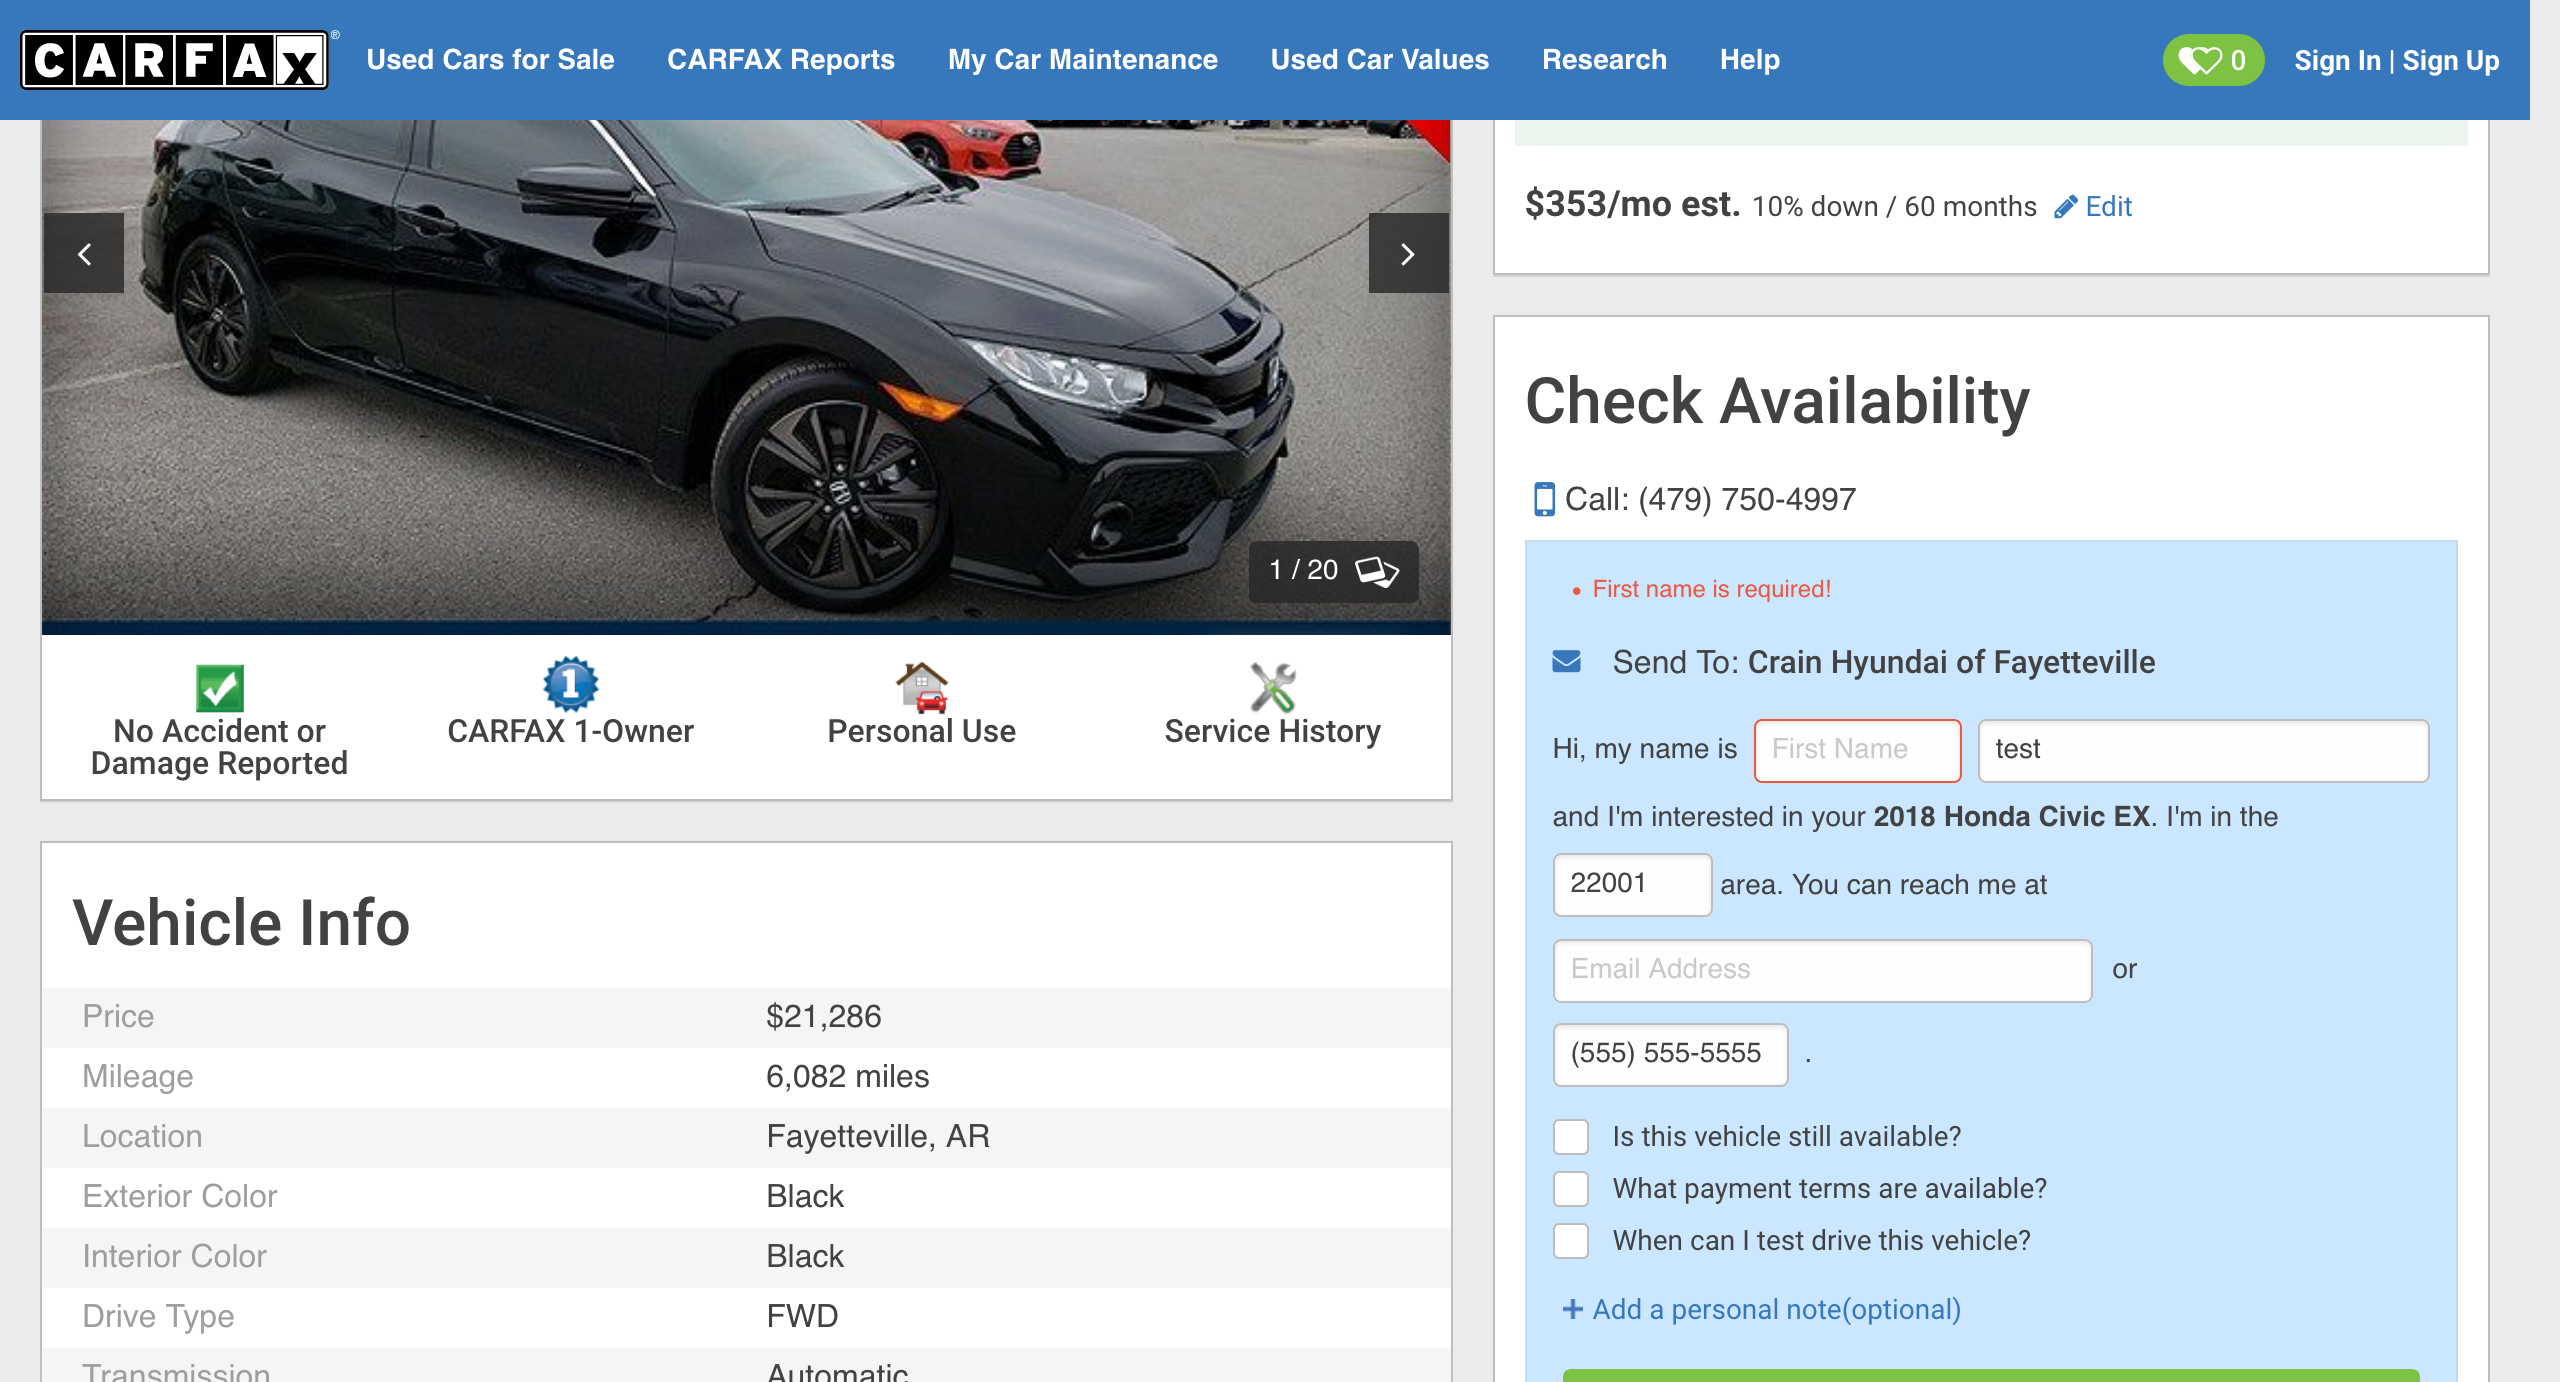 CARFAX® Used Cars for Sale CARFAX Reports My Car Maintenance Used Car Values Research Help 0 Sign In | Sign Up
1 / 20
No Accident or
Damage Reported
1
CARFAX 1-Owner
Personal Use
Service History
Vehicle Info
Price $21,286
Mileage 6,082 miles
Location Fayetteville, AR
Exterior Color Black
Interior Color Black
Drive Type FWD
Transmission Automatic
$353/mo est. 10% down / 60 months Edit
Check Availability
Call: (479) 750-4997
• First name is required!
Send To: Crain Hyundai of Fayetteville
Hi, my name is First Name test
and I'm interested in your 2018 Honda Civic EX. I'm in the
22001 area. You can reach me at
Email Address or
(555) 555-5555 .
Is this vehicle still available?
What payment terms are available?
When can I test drive this vehicle?
+ Add a personal note(optional)